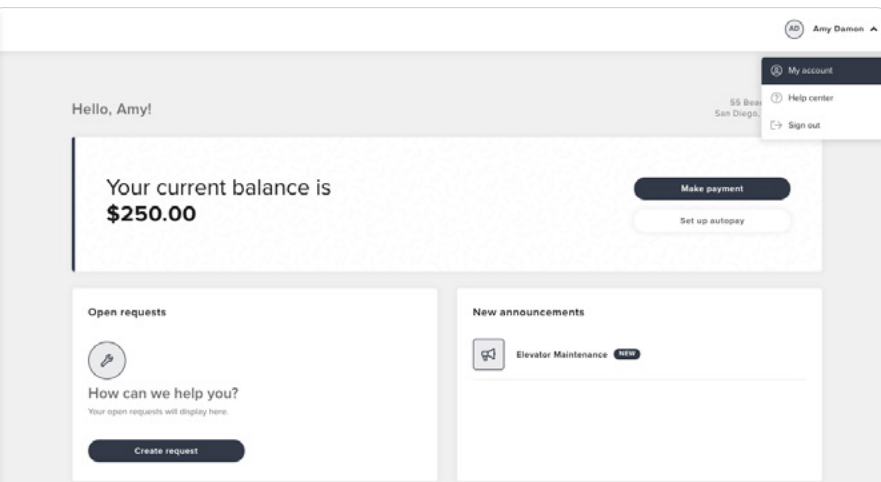 AD Amy Damon
My account
Help center
Sign out
Hello, Amy!
55
San Diego,
Your current balance is
$250.00
Make payment
Set up autopay
Open requests
How can we help you?
Your open requests will display here.
Create request
New announcements
Elevator Maintenance NEW